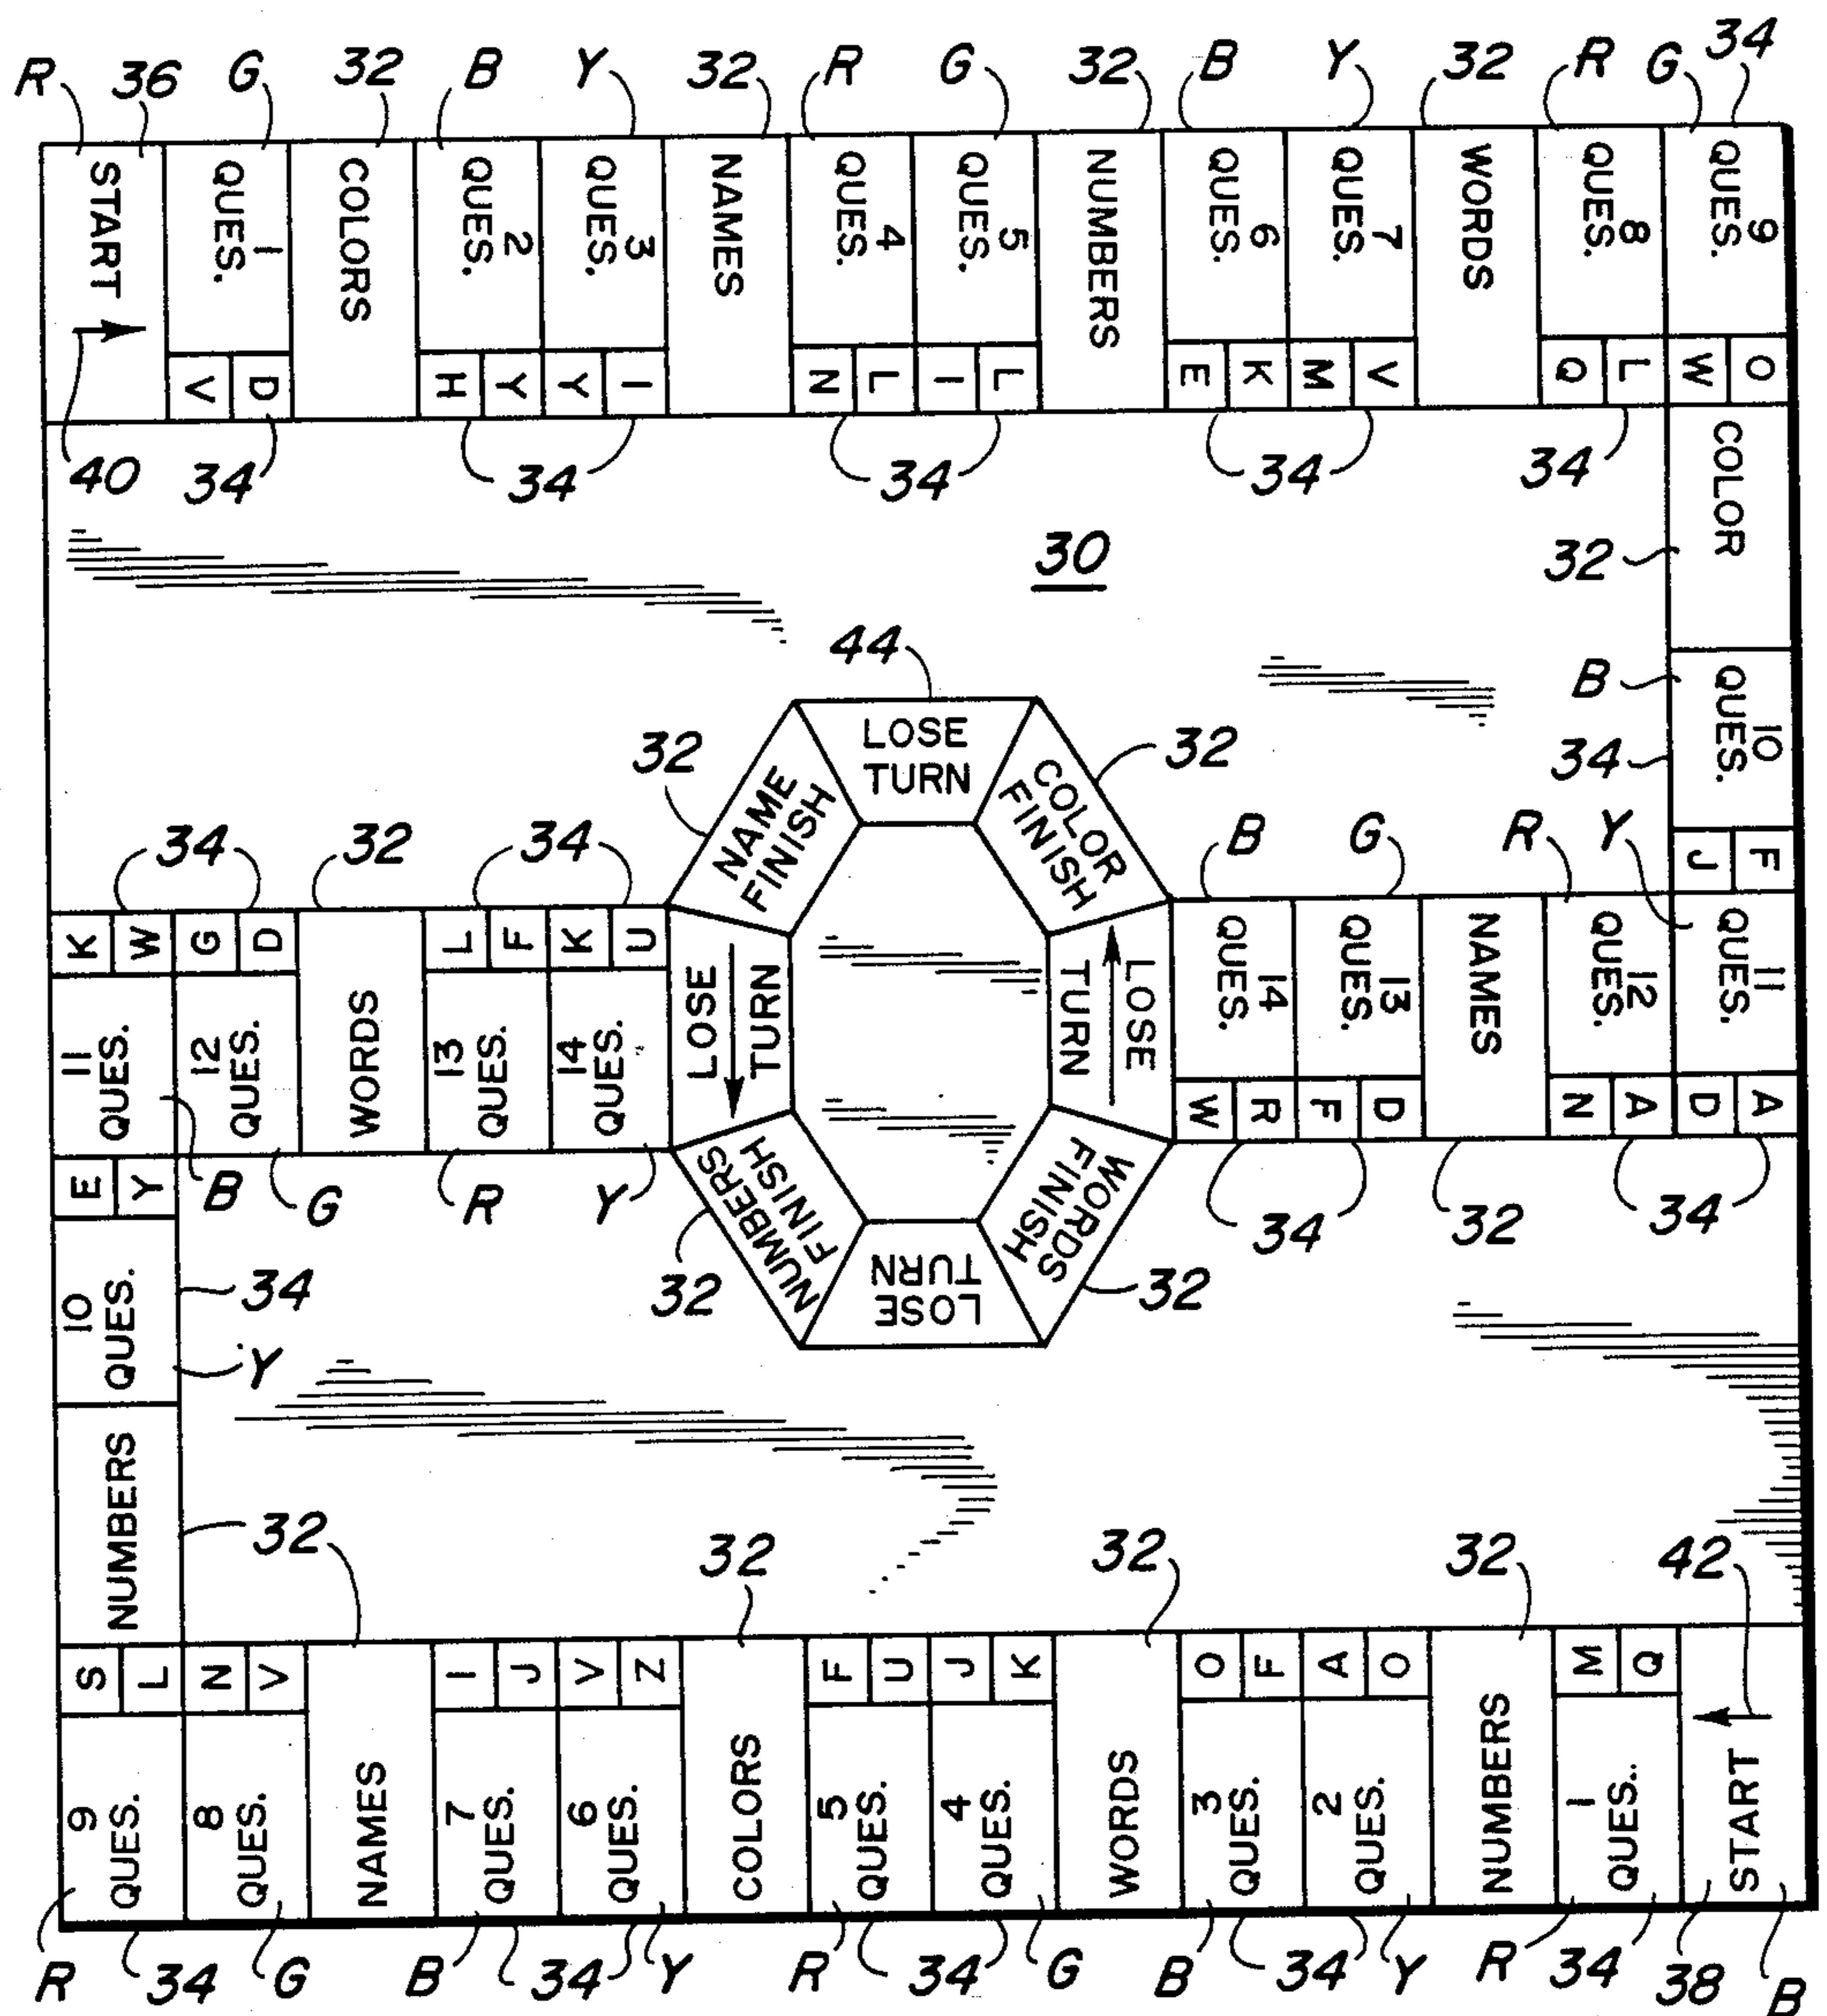 R 36 G 32 B Y 32 R G 32 B Y 32 R G 34
START
1 QUES.
COLORS
2 QUES.
3 QUES.
NAMES
4 QUES.
5 QUES.
NUMBERS
6 QUES.
7 QUES.
WORDS
8 QUES.
9 QUES.
V D H Y Y I N L I L E K M V Q L W O
40 34 34 34 34 34
COLOR
32
30
B
10 QUES.
34
J F
44
LOSE
TURN
32
NAME
FINISH
32
COLOR
FINISH
34 32 34
B G R Y
K W G D L F K U
11 QUES.
12 QUES.
WORDS
13 QUES.
14 QUES.
LOSE
TURN
LOSE
TURN
14 QUES.
13 QUES.
NAMES
12 QUES.
11 QUES.
W R F D N A D A
E Y
B G R Y
34 32 34
NUMBERS
FINISH
32
LOSE
TURN
WORDS
FINISH
32
10 QUES.
34
Y
NUMBERS
32 32 32 32 42
S L N V I J V Z F U J K O F A O M Q
9 QUES.
8 QUES.
NAMES
7 QUES.
6 QUES.
COLORS
5 QUES.
4 QUES.
WORDS
3 QUES.
2 QUES.
NUMBERS
1 QUES..
START
R 34 G B 34 Y R 34 G B 34 Y R 34 38 B